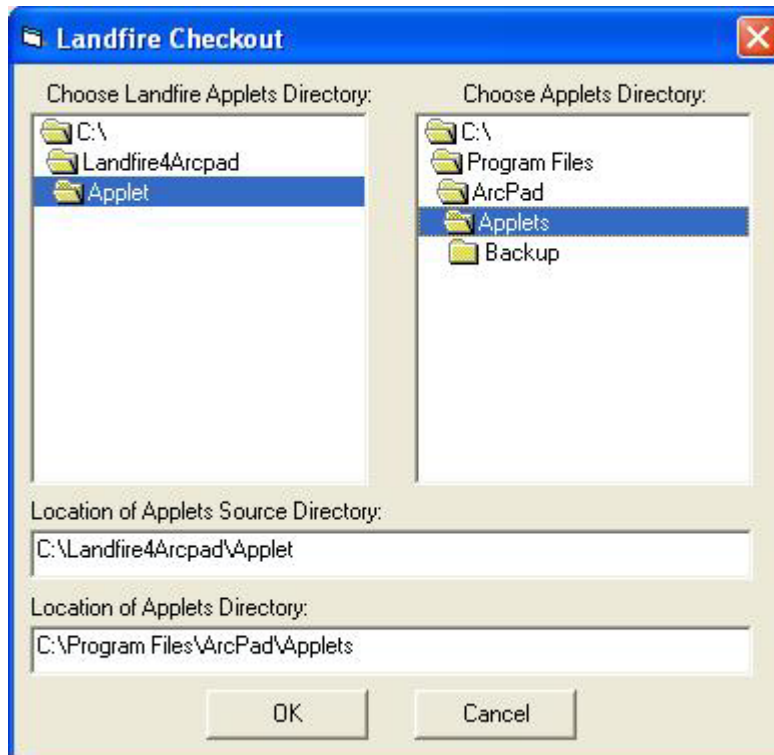 Landfire Checkout
Choose Landfire Applets Directory:
C:\
Landfire4Arcpad
Applet
Choose Applets Directory:
C:\
Program Files
ArcPad
Applets
Backup
Location of Applets Source Directory:
C:\Landfire4Arcpad\Applet
Location of Applets Directory:
C:\Program Files\ArcPad\Applets
OK
Cancel